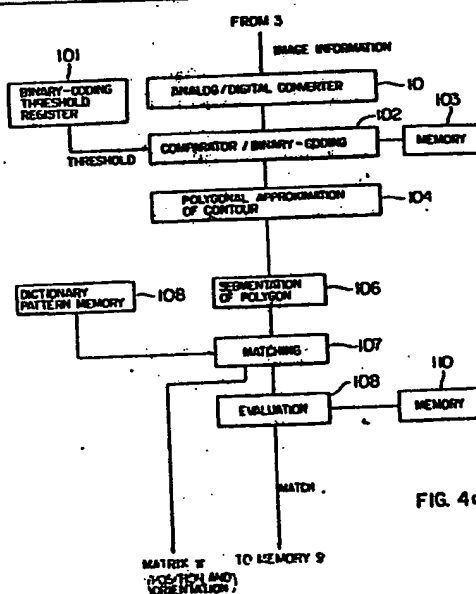 FROM 3
IMAGE INFORMATION
101
BINARY-CODING
THRESHOLD
REGISTER
ANALOG/DIGITAL CONVERTER
10
102
103
COMPARATOR / BINARY-CODING
MEMORY
THRESHOLD
POLYGONAL APPROXIMATION
OF CONTOUR
104
DICTIONARY
PATTERN MEMORY
108
SEGMENTATION
OF POLYGON
106
MATCHING
107
108
110
EVALUATION
MEMORY
MATCH
FIG. 4
MATRIX
(POSITION AND
ORIENTATION)
TO MEMORY 9